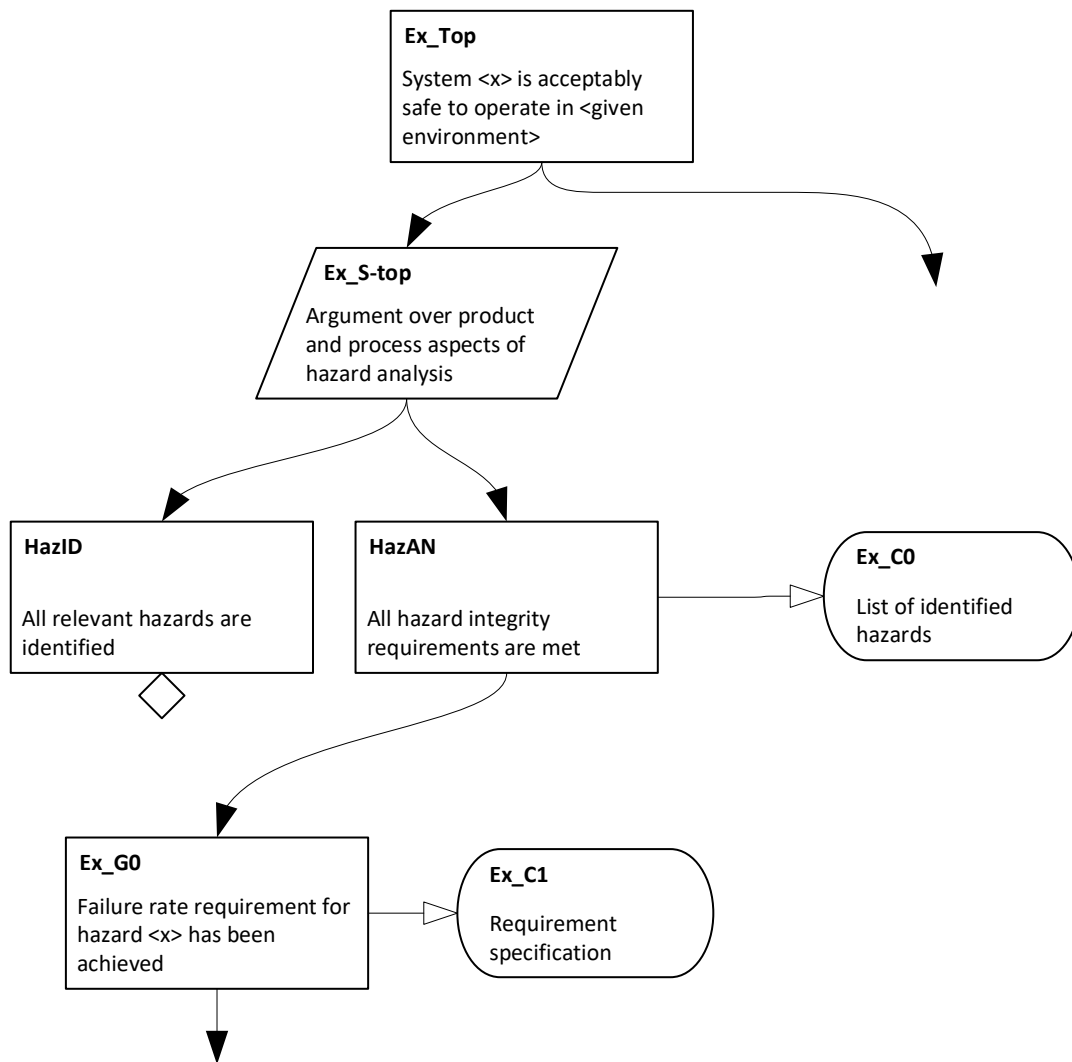 Ex_Top
System <x> is acceptably
safe to operate in <given
environment>
Ex_S-top
Argument over product
and process aspects of
hazard analysis
HazID
All relevant hazards are
identified
HazAN
All hazard integrity
requirements are met
Ex_C0
List of identified
hazards
Ex_G0
Failure rate requirement for
hazard <x> has been
achieved
Ex_C1
Requirement
specification